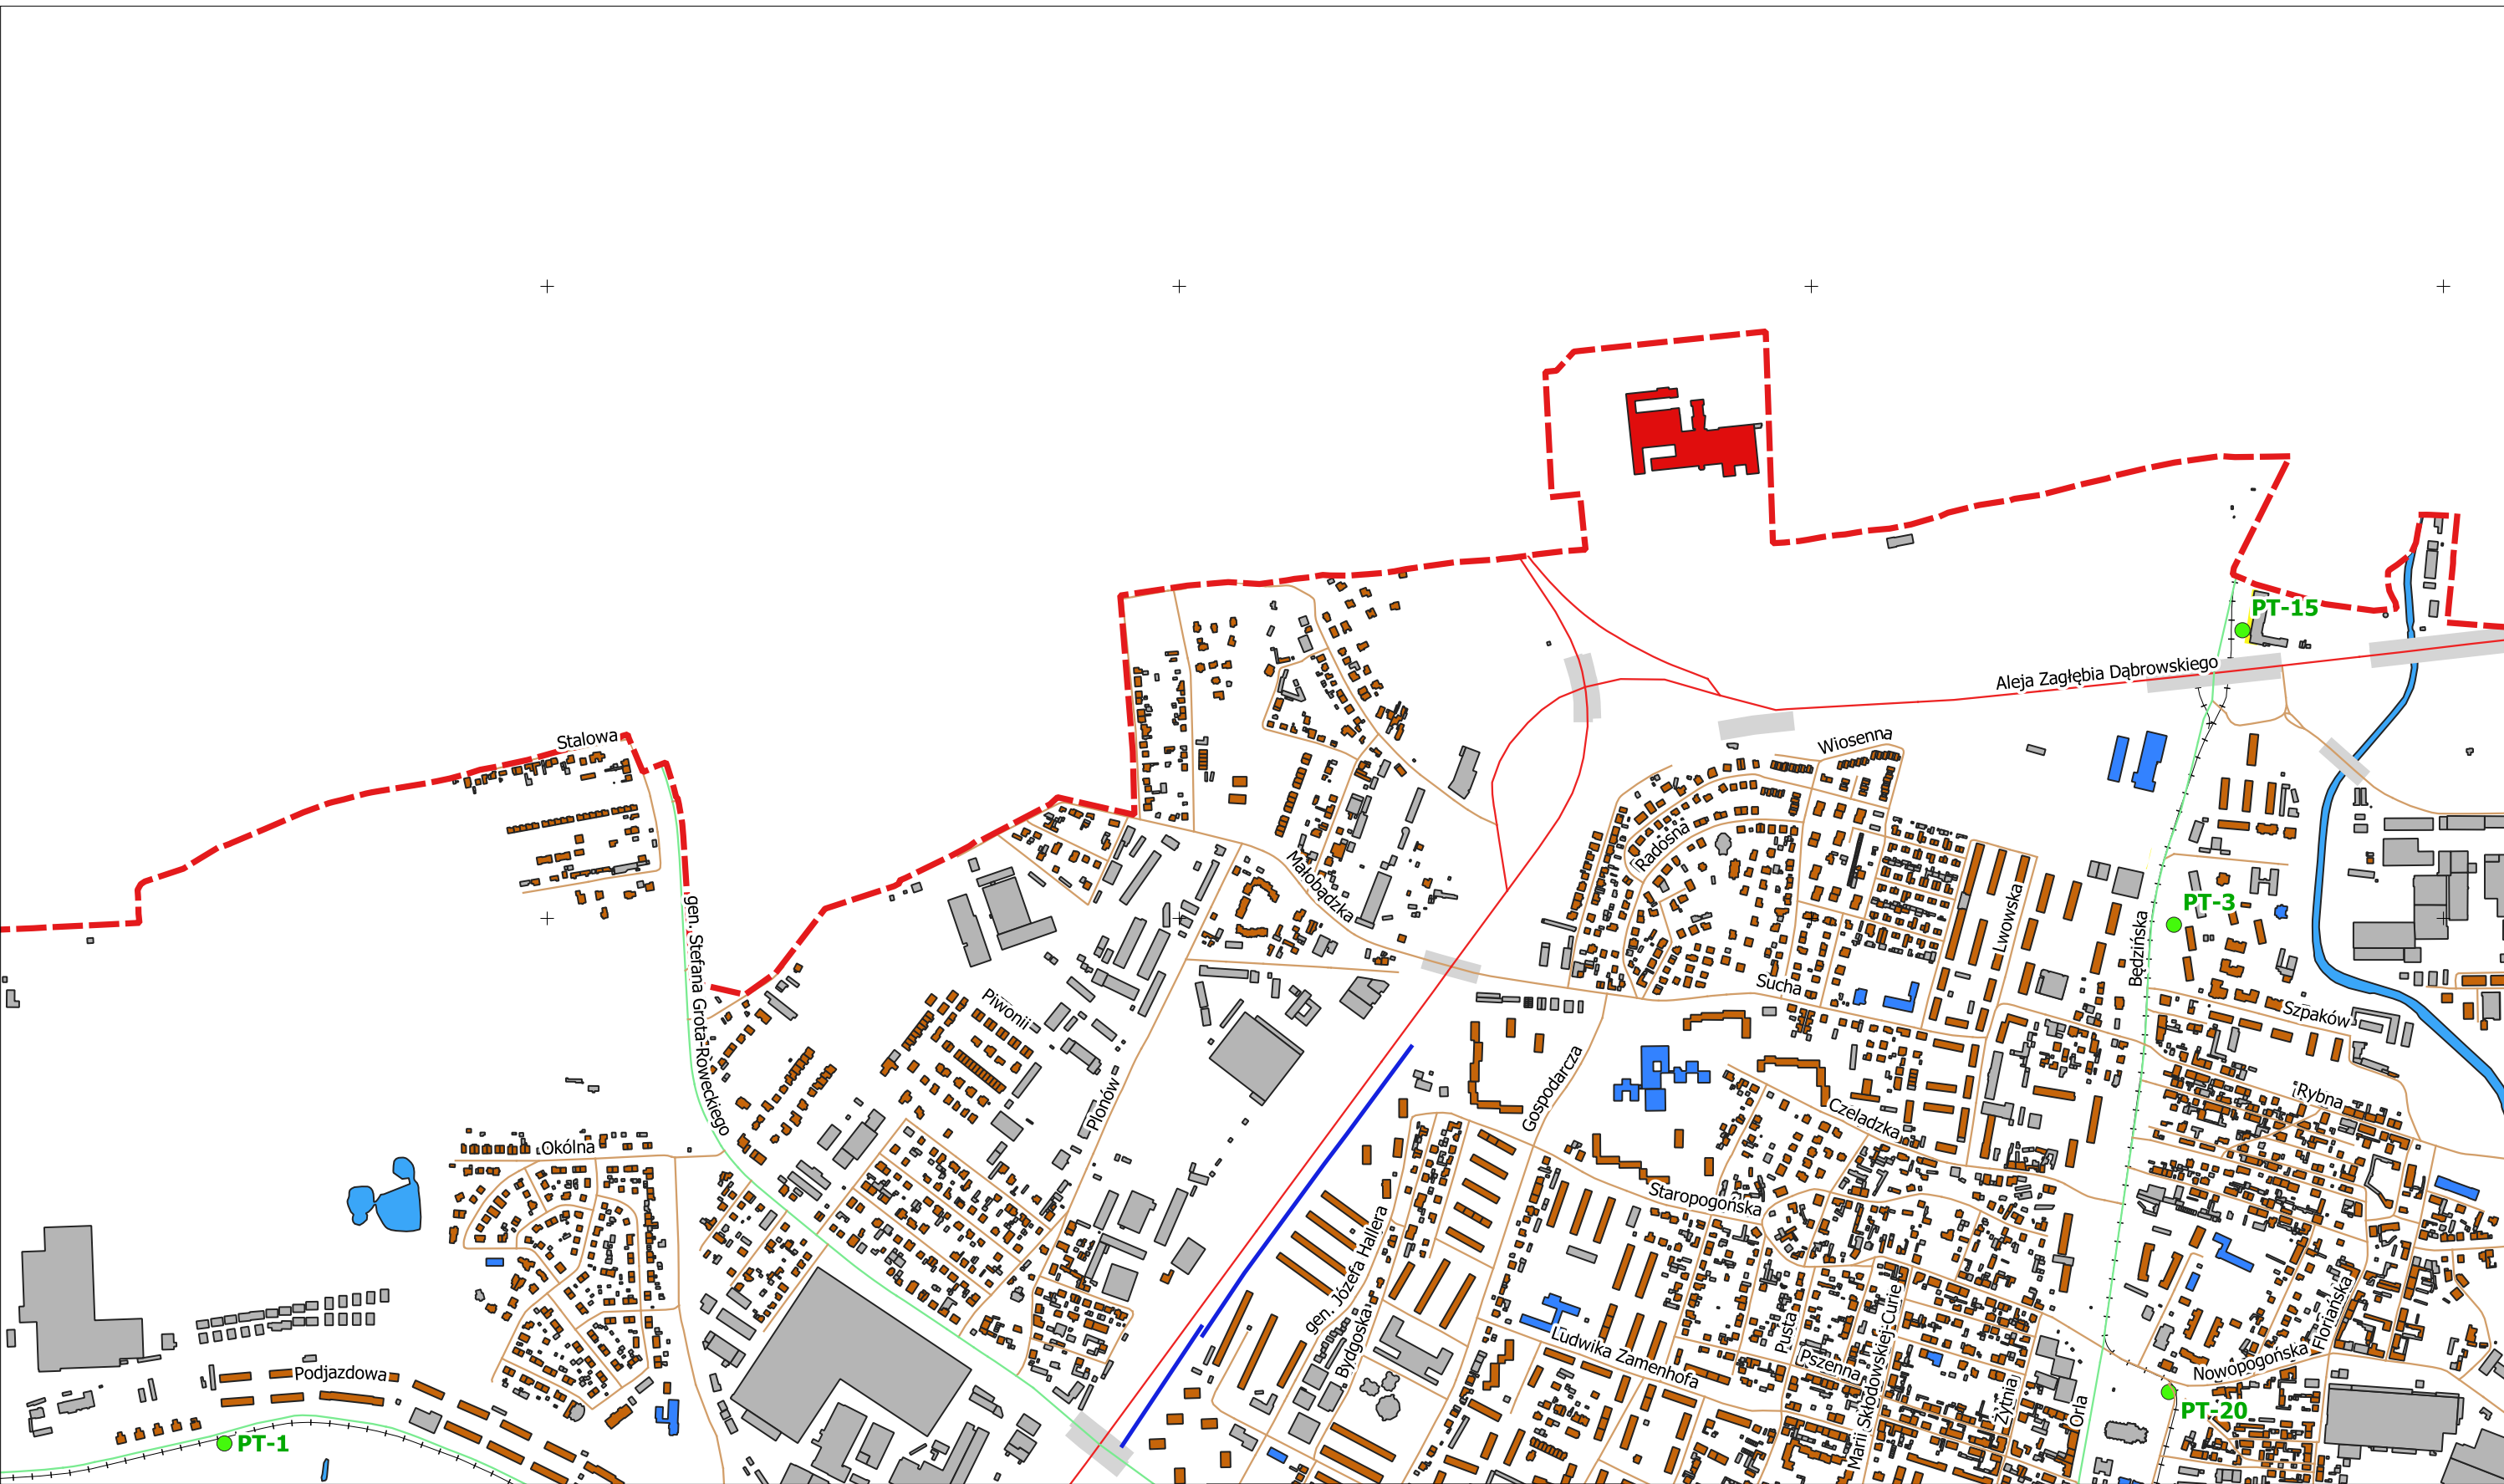 PT-15
Aleja Zagłębia Dąbrowskiego
Stalowa
Wiosenna
Radosna
Małobądzka
PT-3
Lwowska
Będzińska
gen. Stefana Grota-Roweckiego
Sucha
Piwonii
Szpaków
Gospodarcza
Plonów
Rybna
Czeladzka
Okólna
Staropogońska
gen. Józefa Hallera
Bydgoska
Pusta
Marii Skłodowskiej-Curie
Floriańska
Ludwika Zamenhofa
Pszenna
Nowopogońska
Podjazdowa
Żytnia
Orla
PT-20
PT-1